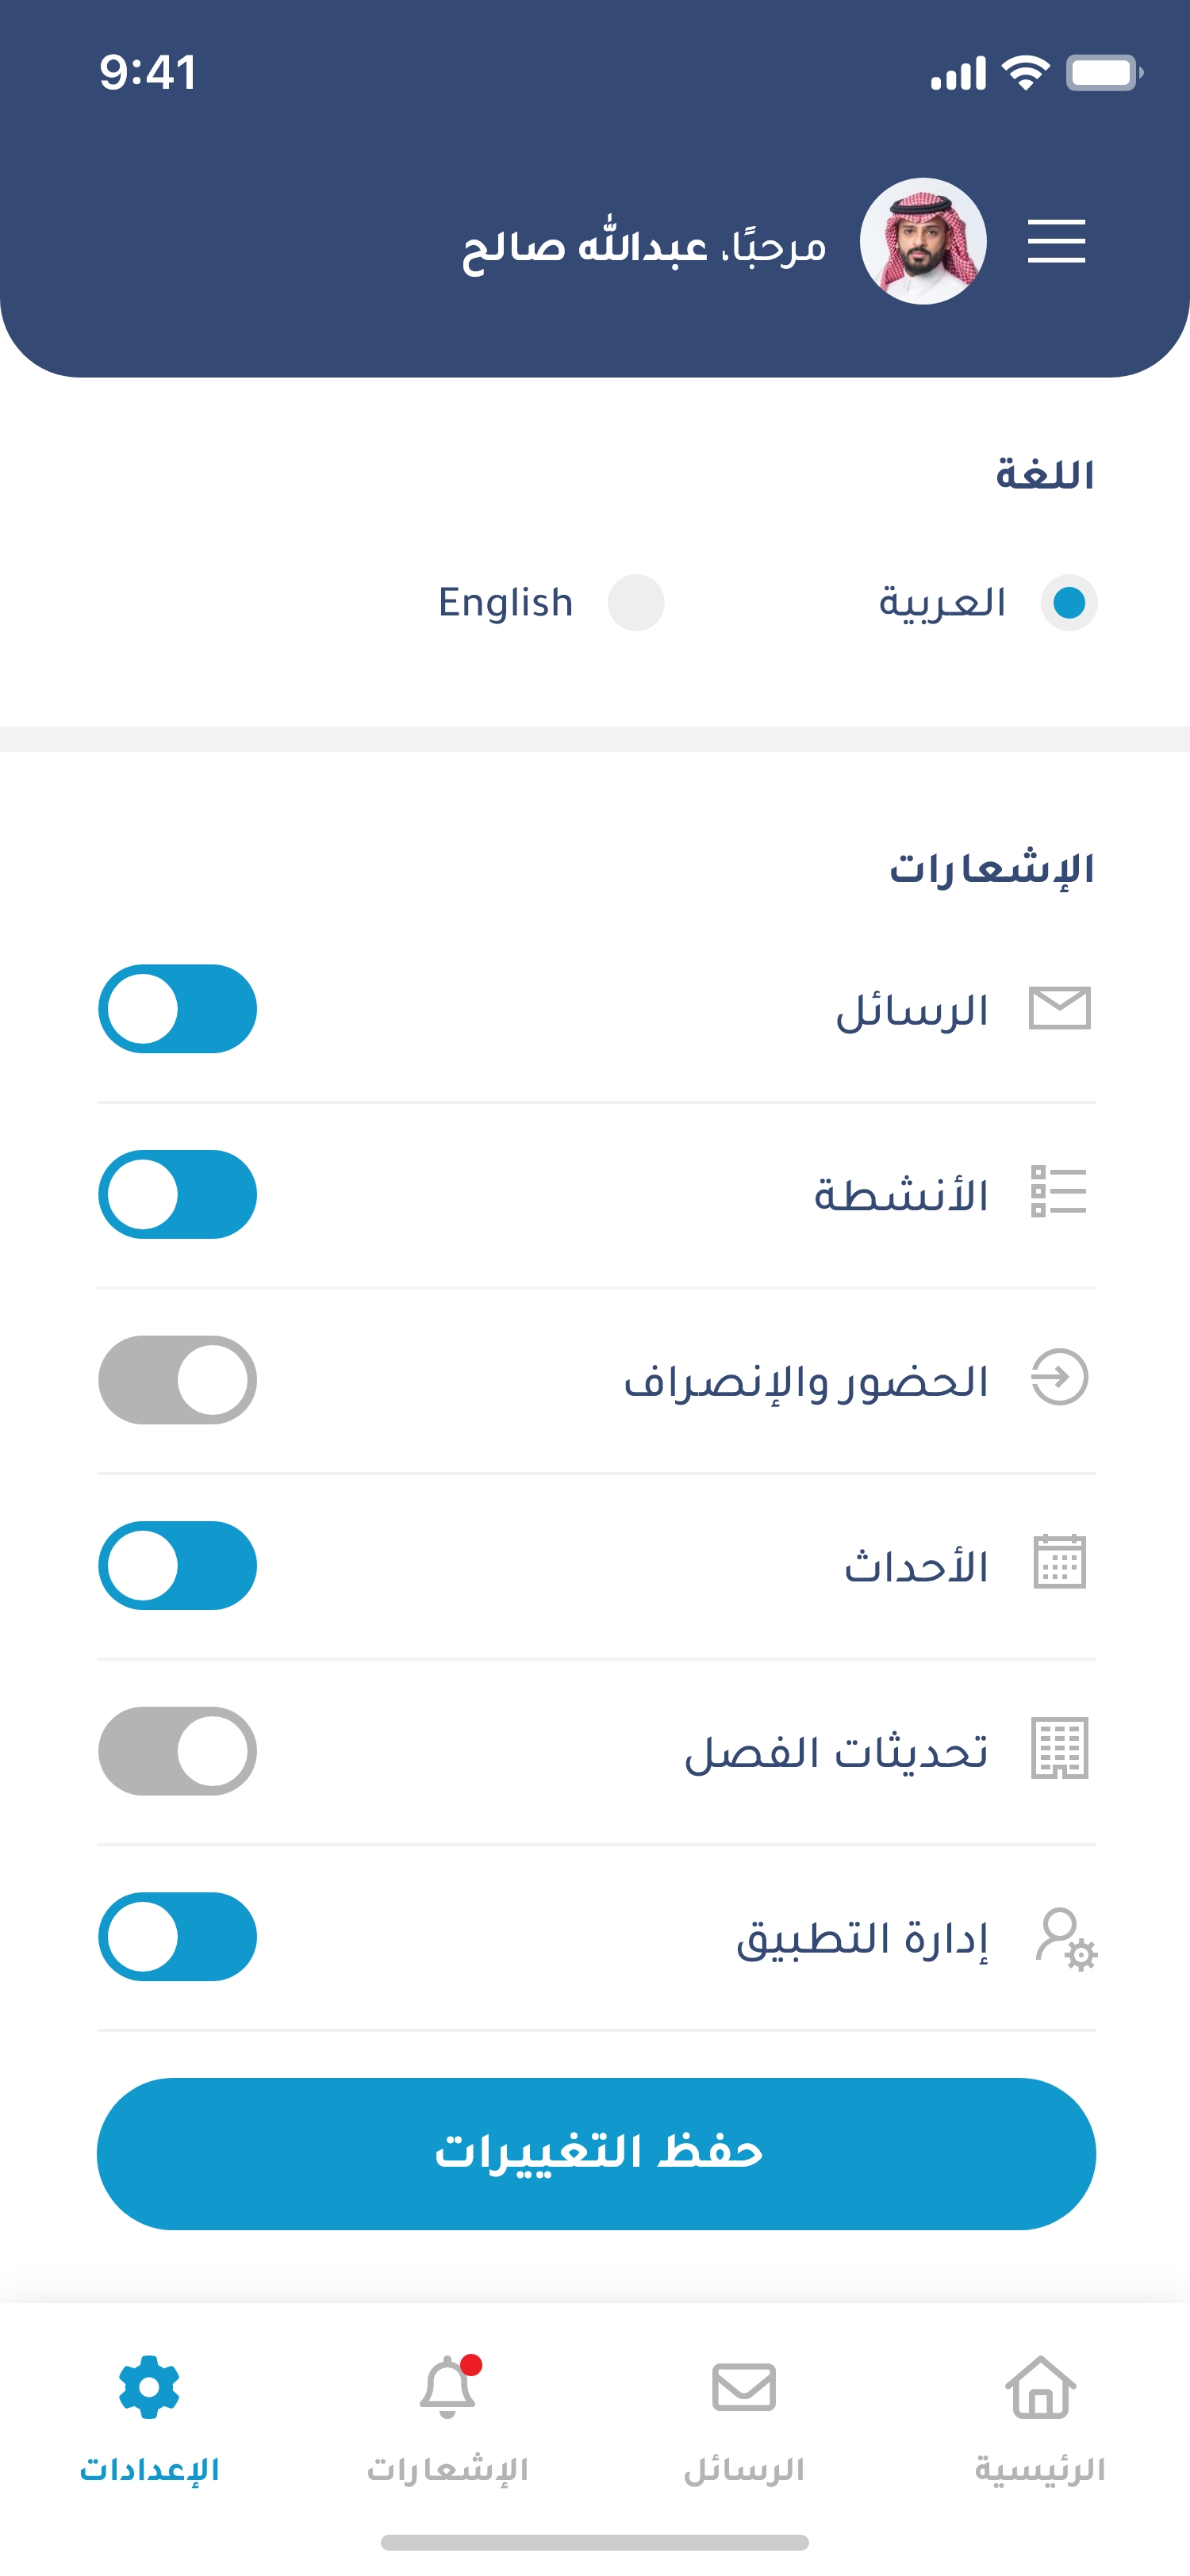 9:41
مرحبًا، عبدالله صالح
اللغة
العربية English
الإشعارات
الرسائل
الأنشطة
الحضور والإنصراف
الأحداث
تحديثات الفصل
إدارة التطبيق
حفظ التغييرات
الرئيسية الرسائل الإشعارات الإعدادات